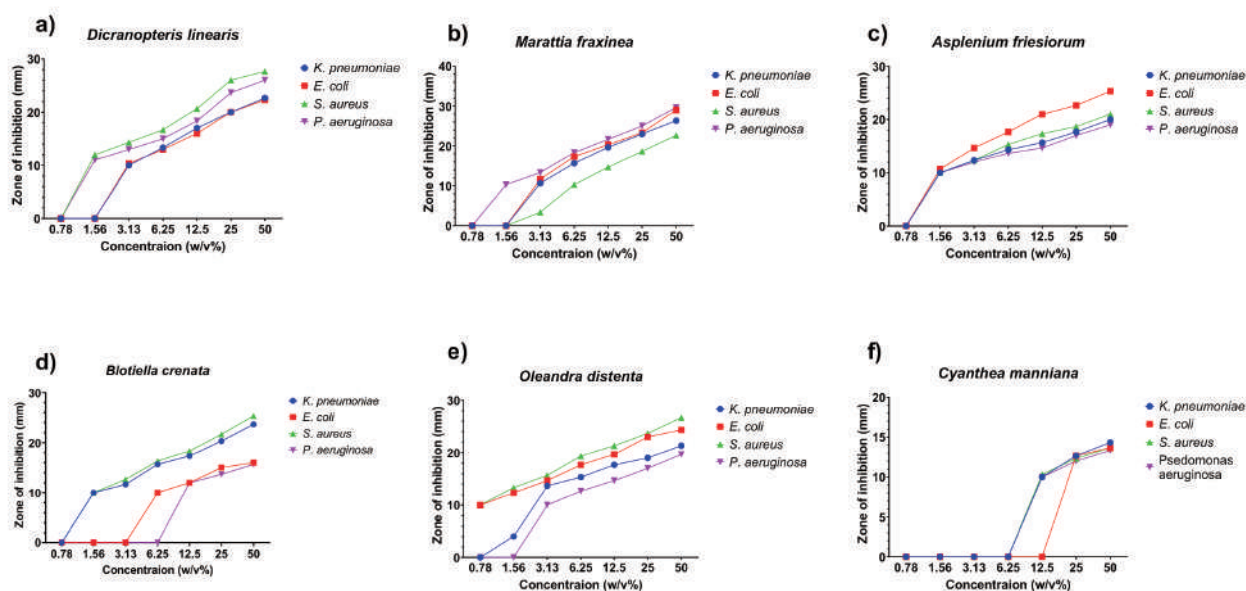 a)
Dicranopteris linearis
Zone of inhibition (mm)
30
20
10
0
0.78 1.56 3.13 6.25 12.5 25 50
Concentraion (w/v%)
K. pneumoniae
E. coli
S. aureus
P. aeruginosa
b)
Marattia fraxinea
Zone of inhibition (mm)
40
30
20
10
0
0.78 1.56 3.13 6.25 12.5 25 50
Concentraion (w/v%)
K. pneumoniae
E. coli
S. aureus
P. aeruginosa
c)
Asplenium friesiorum
Zone of inhibition (mm)
30
20
10
0
0.78 1.56 3.13 6.25 12.5 25 50
Concentraion (w/v%)
K. pneumoniae
E. coli
S. aureus
P. aeruginosa
d)
Blotiella crenata
Zone of inhibition (mm)
30
20
10
0
0.78 1.56 3.13 6.25 12.5 25 50
Concentraion (w/v%)
K. pneumoniae
E. coli
S. aureus
P. aeruginosa
e)
Oleandra distenta
Zone of inhibition (mm)
30
20
10
0
0.78 1.56 3.13 6.25 12.5 25 50
Concentraion (w/v%)
K. pneumoniae
E. coli
S. aureus
P. aeruginosa
f)
Cyanthea manniana
Zone of inhibition (mm)
20
15
10
5
0
0.78 1.56 3.13 6.25 12.5 25 50
Concentraion (w/v%)
K. pneumoniae
E. coli
S. aureus
Psedomonas
aeruginosa